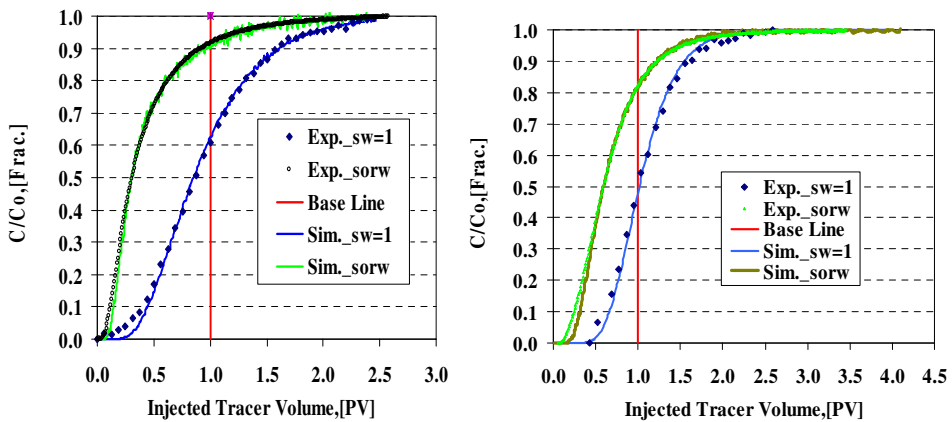 1.0
0.9
0.8
0.7
0.6
0.5
0.4
0.3
0.2
0.1
0.0
C/Co,[Frac.]
Exp._sw=1
Exp._sorw
Base Line
Sim._sw=1
Sim._sorw
0.0 0.5 1.0 1.5 2.0 2.5 3.0
Injected Tracer Volume,[PV]
1.0
0.9
0.8
0.7
0.6
0.5
0.4
0.3
0.2
0.1
0.0
C/Co,[Frac.]
Exp._sw=1
Exp._sorw
Base Line
Sim._sw=1
Sim._sorw
0.0 0.5 1.0 1.5 2.0 2.5 3.0 3.5 4.0 4.5
Injected Tracer Volume,[PV]